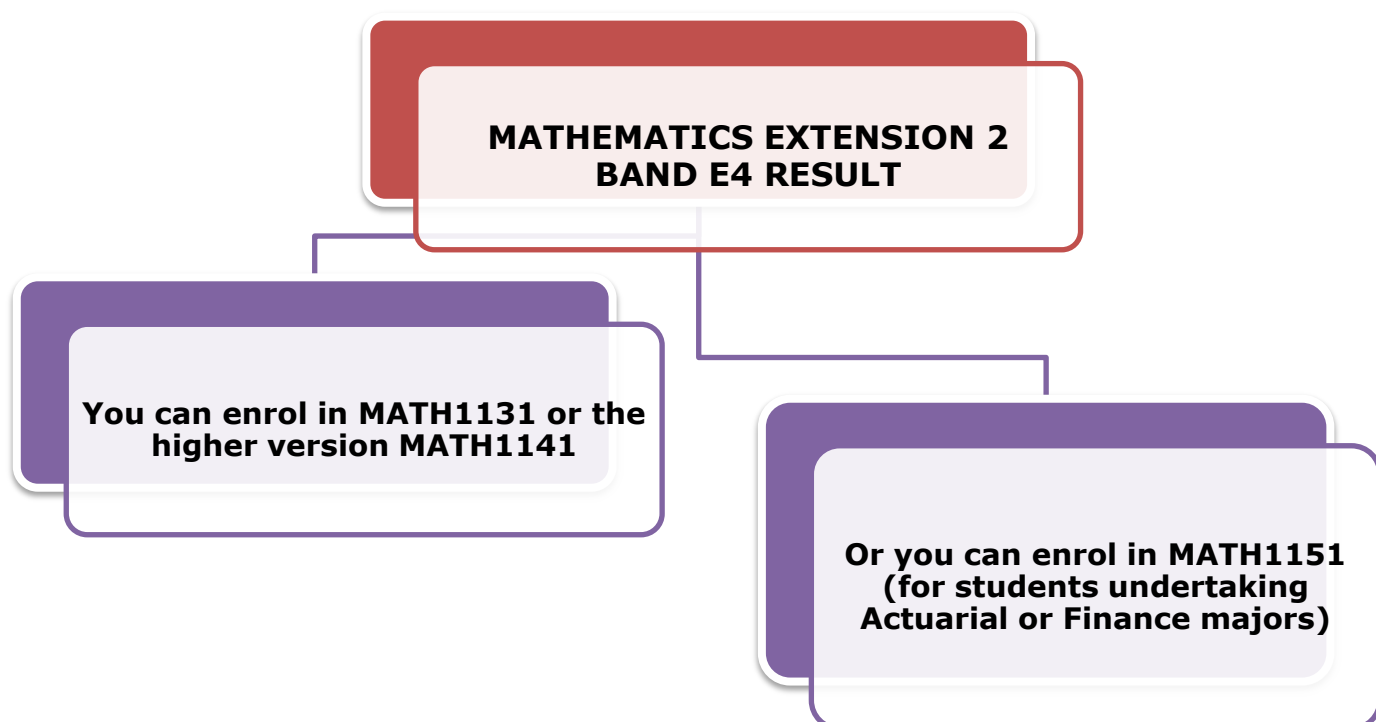 MATHEMATICS EXTENSION 2
BAND E4 RESULT
You can enrol in MATH1131 or the
higher version MATH1141
Or you can enrol in MATH1151
(for students undertaking
Actuarial or Finance majors)